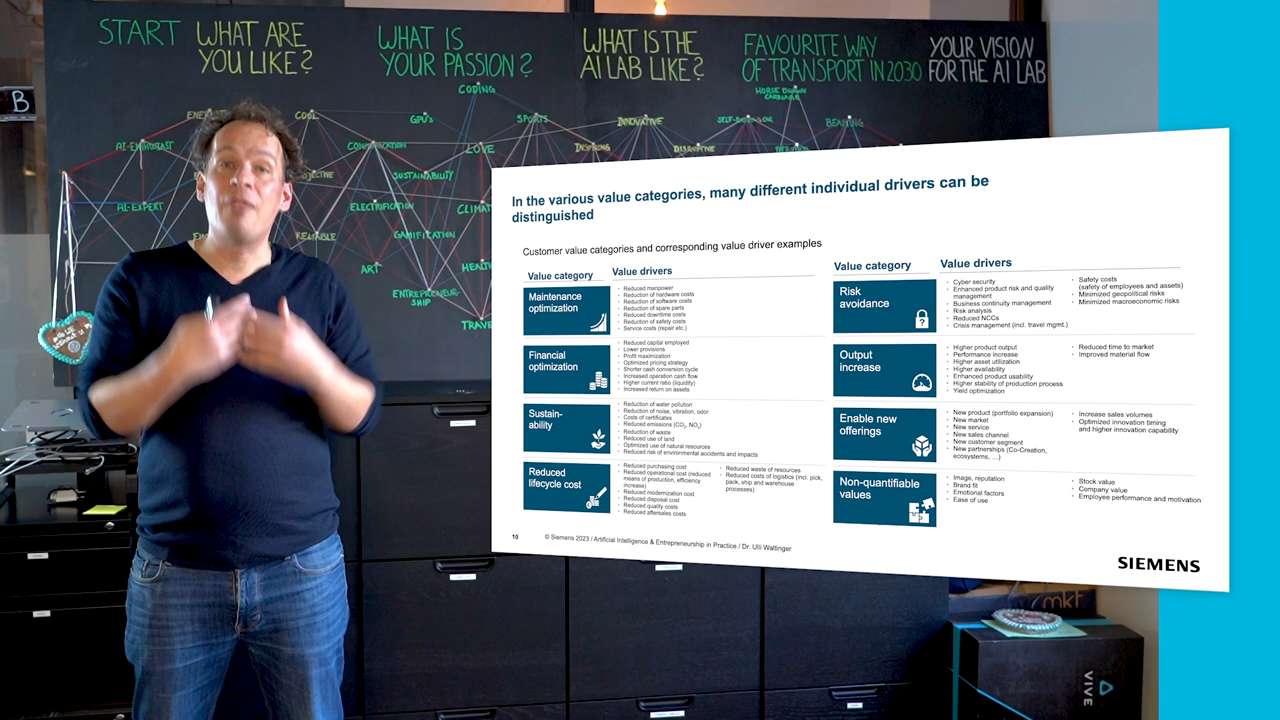 START
WHAT ARE
YOU LIKE?
WHAT IS
YOUR PASSION?
WHAT IS THE
AI LAB LIKE?
FAVOURITE WAY
OF TRANSPORT IN 2030
YOUR VISION
FOR THE AI LAB
B
CODING
HORSE DRAWN
CARRIAGE
COOL
GPU's
SPORTS
INNOVATIVE
BEAMING
AI-ENTHUSIAST
COMMUNICATION
LOVE
INSPIRING
DISRUPTIVE
SUSTAINABILITY
AI-EXPERT
ELECTRIFICATION
RELIABLE
GAMIFICATION
ART
ENTREPRENEUR-
SHIP
In the various value categories, many different individual drivers can be
distinguished
Customer value categories and corresponding value driver examples
Value category
Value drivers
Maintenance
optimization
Reduced manpower
Reduction of hardware costs
Reduction of software costs
Reduction of spare parts
Reduced downtime costs
Reduction of safety costs
Service costs (repair etc.)
Financial
optimization
Reduced capital employed
Lower provisions
Profit maximization
Optimized pricing strategy
Shorter cash conversion cycle
Increased operation cash flow
Higher current ratio (liquidity)
Increased return on assets
Sustain-
ability
Reduction of water pollution
Reduction of noise, vibration, odor
Costs of certificates
Reduced emissions (CO2, NOx)
Reduction of waste
Reduced use of land
Optimized use of natural resources
Reduced risk of environmental accidents and impacts
Reduced
lifecycle cost
Reduced purchasing cost
Reduced operational cost (reduced
means of production, efficiency
increase)
Reduced modernization cost
Reduced disposal cost
Reduced quality costs
Reduced aftersales costs
Reduced waste of resources
Reduced costs of logistics (incl. pick,
pack, ship and warehouse
processes)
Value category
Value drivers
Risk
avoidance
Cyber security
Enhanced product risk and quality
management
Business continuity management
Risk analysis
Reduced NCCs
Crisis management (incl. travel mgmt.)
Safety costs
(safety of employees and assets)
Minimized geopolitical risks
Minimized macroeconomic risks
Output
increase
Higher product output
Performance increase
Higher asset utilization
Higher availability
Enhanced product usability
Higher stability of production process
Yield optimization
Reduced time to market
Improved material flow
Enable new
offerings
New product (portfolio expansion)
New market
New service
New sales channel
New customer segment
New partnerships (Co-Creation,
ecosystems, ...)
Increase sales volumes
Optimized innovation timing
and higher innovation capability
Non-quantifiable
values
Image, reputation
Brand fit
Emotional factors
Ease of use
Stock value
Company value
Employee performance and motivation
10
© Siemens 2023 / Artificial Intelligence & Entrepreneurship in Practice / Dr. Ulli Waltinger
SIEMENS
mkt
VIVE